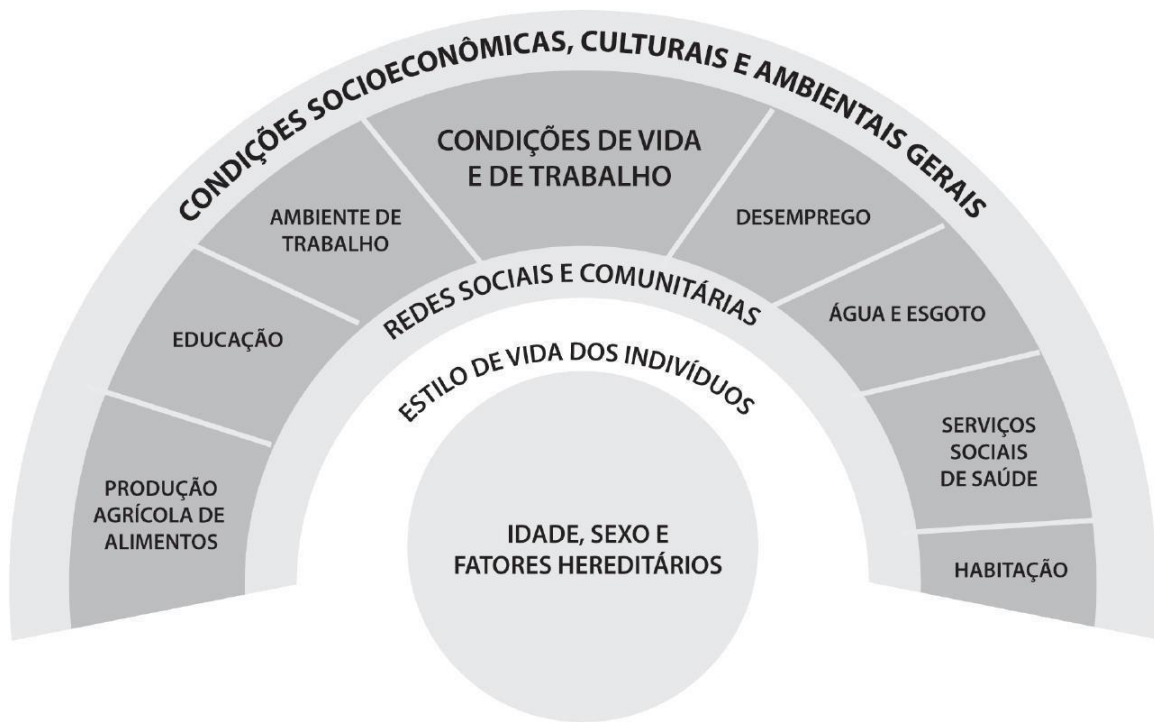 CONDIÇÕES SOCIOECONÔMICAS, CULTURAIS E AMBIENTAIS GERAIS
CONDIÇÕES DE VIDA
E DE TRABALHO
AMBIENTE DE
TRABALHO
DESEMPREGO
EDUCAÇÃO
ÁGUA E ESGOTO
PRODUÇÃO
AGRÍCOLA DE
ALIMENTOS
SERVIÇOS
SOCIAIS
DE SAÚDE
HABITAÇÃO
REDES SOCIAIS E COMUNITÁRIAS
ESTILO DE VIDA DOS INDIVÍDUOS
IDADE, SEXO E
FATORES HEREDITÁRIOS